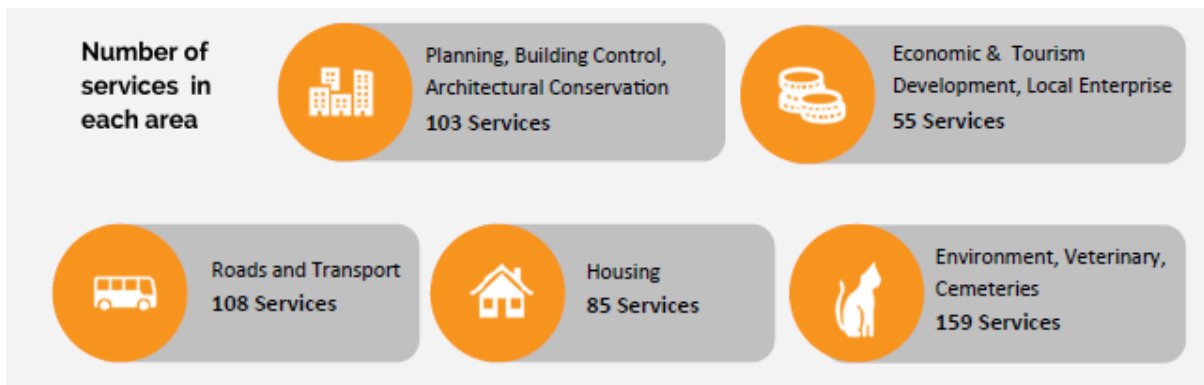 Number of
services in
each area
Planning, Building Control,
Architectural Conservation
103 Services
Economic & Tourism
Development, Local Enterprise
55 Services
Roads and Transport
108 Services
Housing
85 Services
Environment, Veterinary,
Cemeteries
159 Services